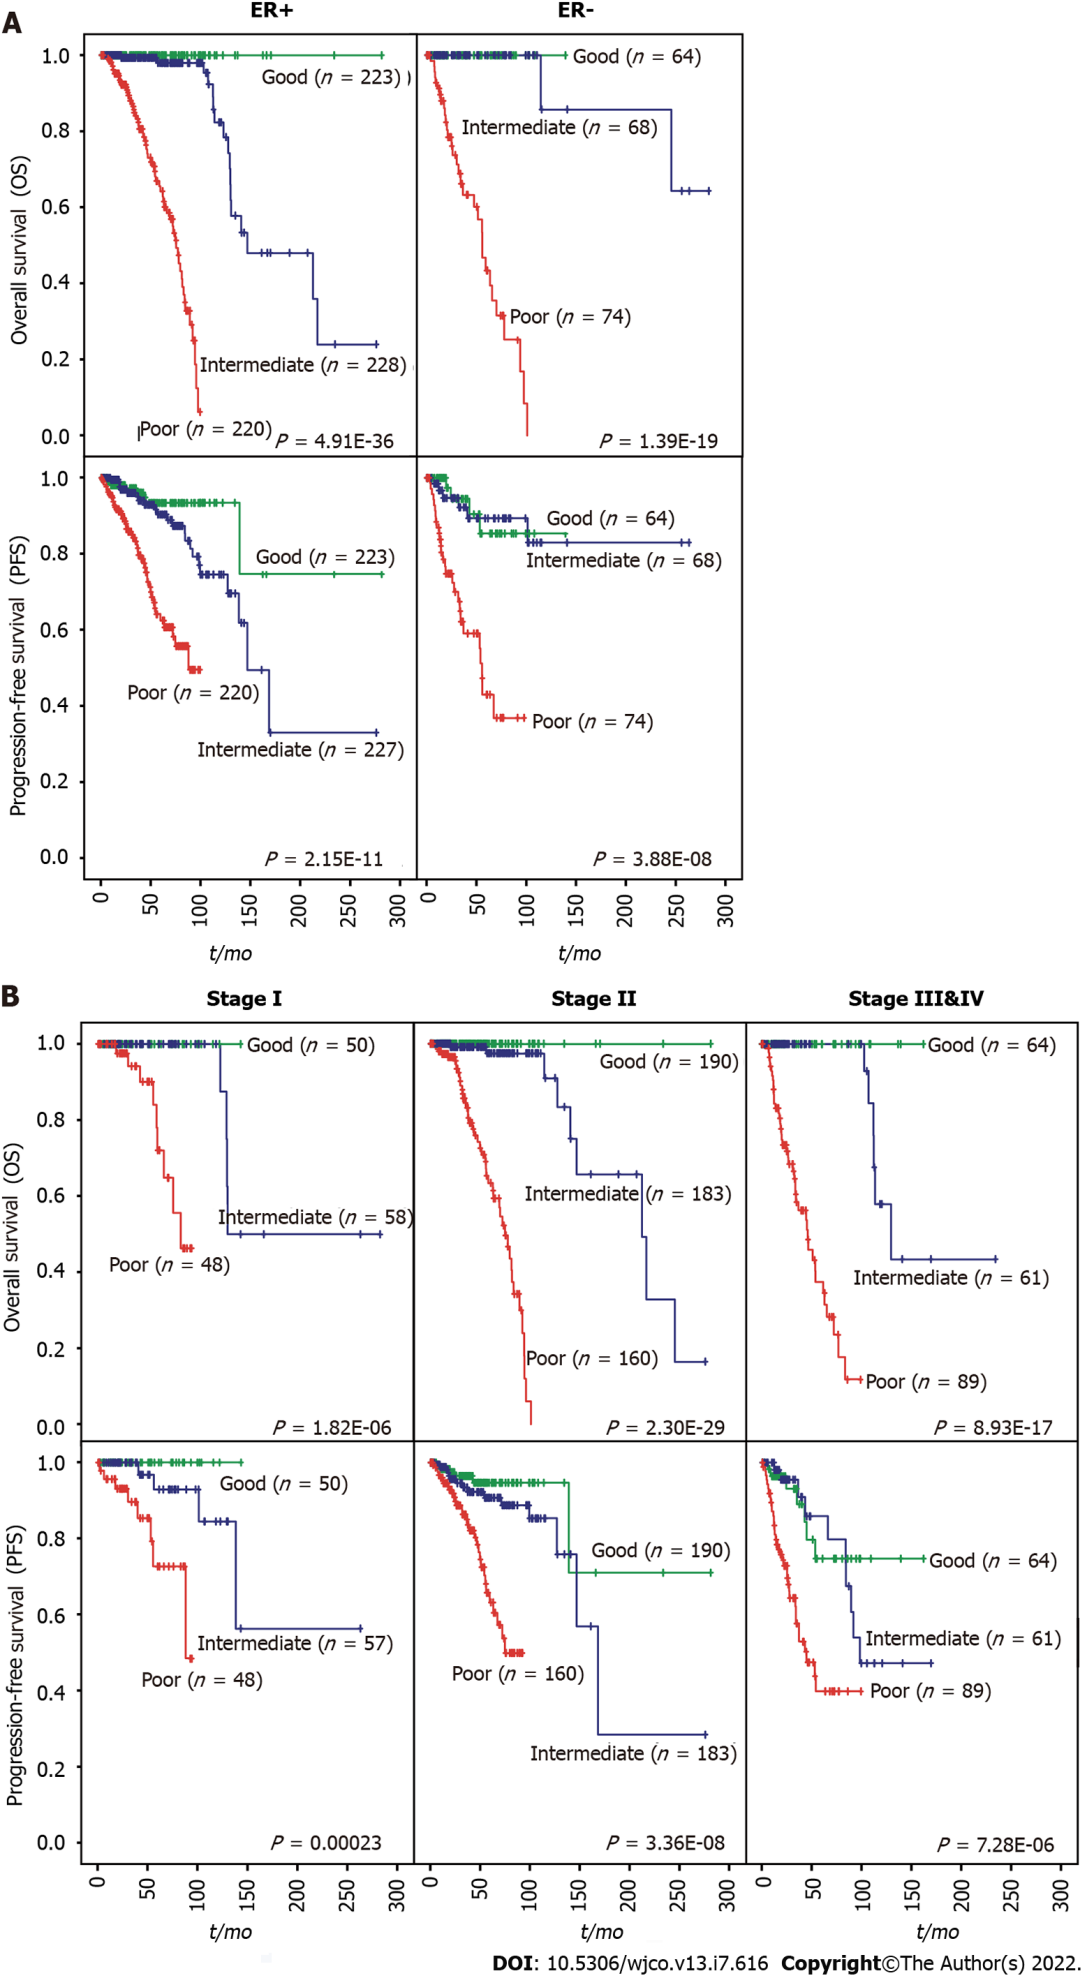 A
ER+
ER-
Overall survival (OS)
1.0
0.8
0.6
0.4
0.2
0.0
Good (n = 223) )
Intermediate (n = 228)
Poor (n = 220)
P = 4.91E-36
Good (n = 64)
Intermediate (n = 68)
Poor (n = 74)
P = 1.39E-19
Progression-free survival (PFS)
1.0
0.8
0.6
0.4
0.2
0.0
Good (n = 223)
Poor (n = 220)
Intermediate (n = 227)
P = 2.15E-11
Good (n = 64)
Intermediate (n = 68)
Poor (n = 74)
P = 3.88E-08
0 50 100 150 200 250 300
0 50 100 150 200 250 300
t/mo
t/mo
B
Stage I
Stage II
Stage III&IV
Overall survival (OS)
1.0
0.8
0.6
0.4
0.2
0.0
Good (n = 50)
Intermediate (n = 58)
Poor (n = 48)
P = 1.82E-06
Good (n = 190)
Intermediate (n = 183)
Poor (n = 160)
P = 2.30E-29
Good (n = 64)
Intermediate (n = 61)
Poor (n = 89)
P = 8.93E-17
Progression-free survival (PFS)
1.0
0.8
0.6
0.4
0.2
0.0
Good (n = 50)
Intermediate (n = 57)
Poor (n = 48)
P = 0.00023
Good (n = 190)
Poor (n = 160)
Intermediate (n = 183)
P = 3.36E-08
Good (n = 64)
Intermediate (n = 61)
Poor (n = 89)
P = 7.28E-06
0 50 100 150 200 250 300
0 50 100 150 200 250 300
0 50 100 150 200 250 300
t/mo
t/mo
t/mo
DOI: 10.5306/wjco.v13.i7.616 Copyright©The Author(s) 2022.